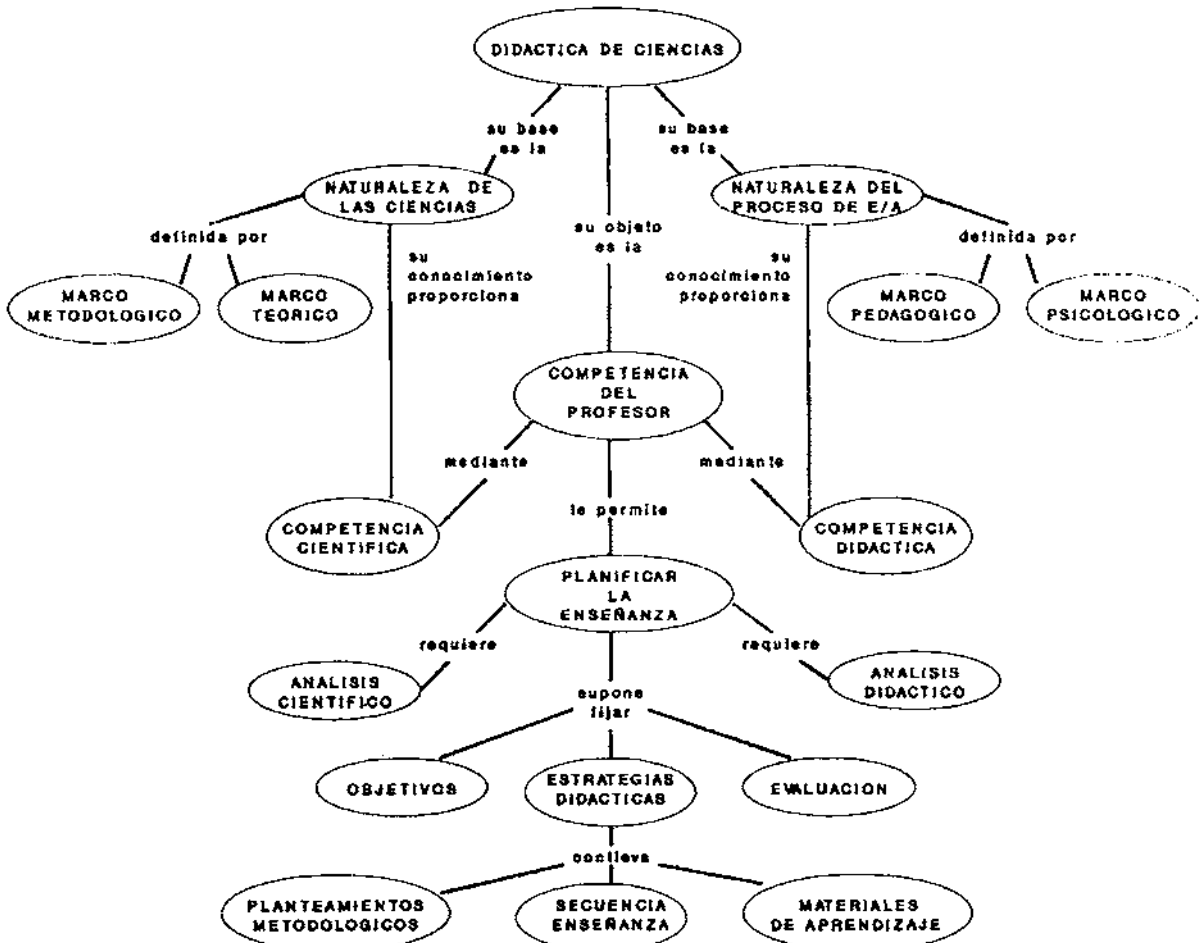 DIDACTICA DE CIENCIAS
su base
es la
su base
es la
NATURALEZA DE
LAS CIENCIAS
NATURALEZA DEL
PROCESO DE E/A
su objeto
es la
definida por
definida por
su
conocimiento
proporciona
su
conocimiento
proporciona
MARCO
METODOLOGICO
MARCO
TEORICO
MARCO
PEDAGOGICO
MARCO
PSICOLOGICO
COMPETENCIA
DEL
PROFESOR
mediante
mediante
le permite
COMPETENCIA
CIENTIFICA
COMPETENCIA
DIDACTICA
PLANIFICAR
LA
ENSEÑANZA
requiere
requiere
ANALISIS
CIENTIFICO
ANALISIS
DIDACTICO
supone
fijar
OBJETIVOS
ESTRATEGIAS
DIDACTICAS
EVALUACION
conlleva
PLANTEAMIENTOS
METODOLOGICOS
SECUENCIA
ENSEÑANZA
MATERIALES
DE APRENDIZAJE